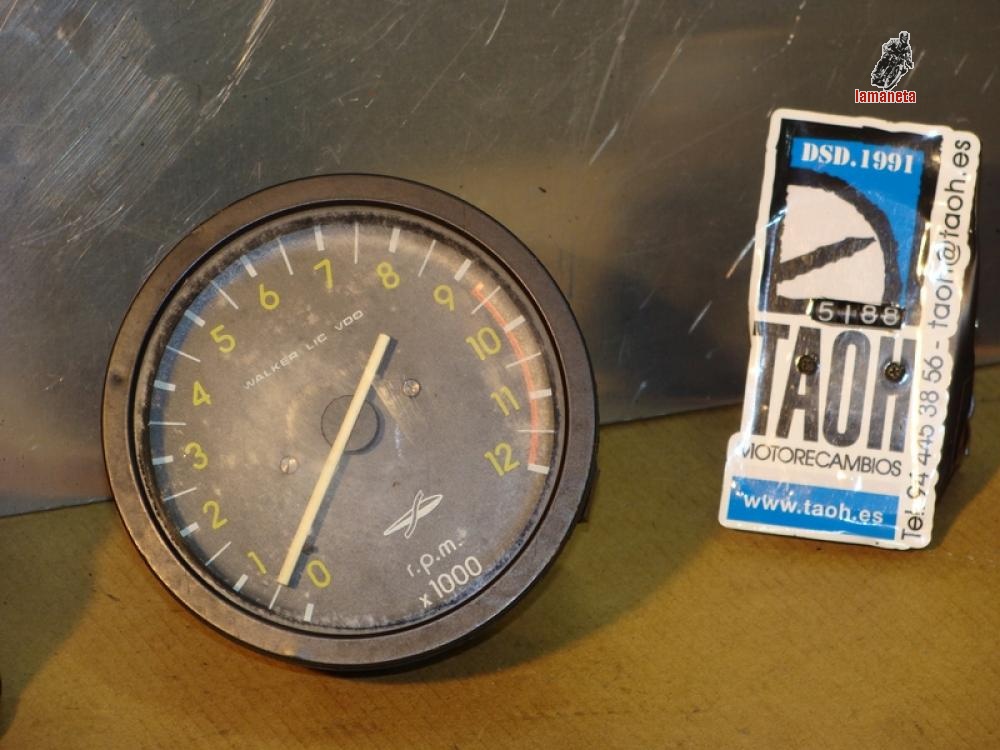 lamaneta
0
1
2
3
4
5
6
7
8
9
10
11
12
WALKER LIC VDO
r.p.m.
x 1000
DSD.1991
5188
TAOH
MOTORECAMBIOS
www.taoh.es
Tel. 94 445 38 56 - taoh@taoh.es